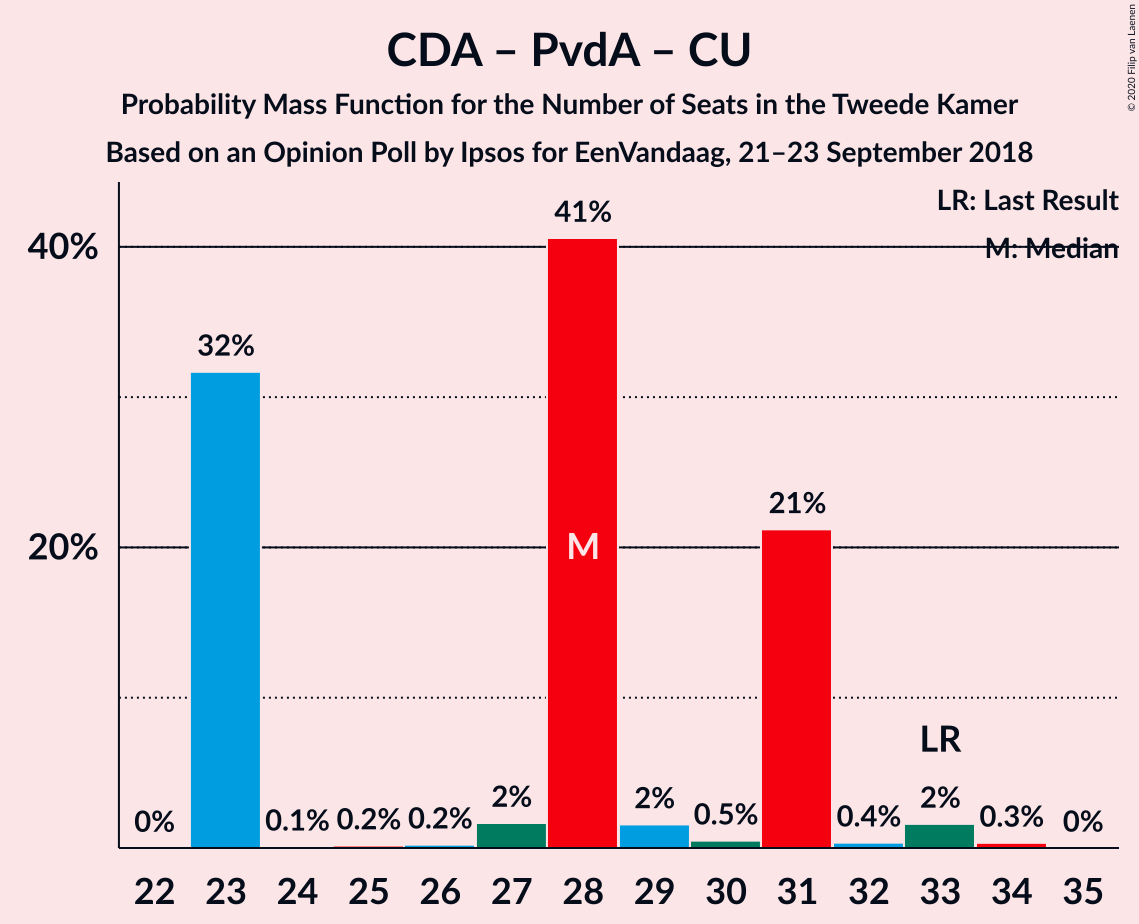 CDA – PvdA – CU
Probability Mass Function for the Number of Seats in the Tweede Kamer
Based on an Opinion Poll by Ipsos for EenVandaag, 21–23 September 2018
© 2020 Filip van Laenen
LR: Last Result
M: Median
40%
20%
0%
32%
0.1%
0.2%
0.2%
2%
41%
M
2%
0.5%
21%
0.4%
LR
2%
0.3%
0%
22 23 24 25 26 27 28 29 30 31 32 33 34 35